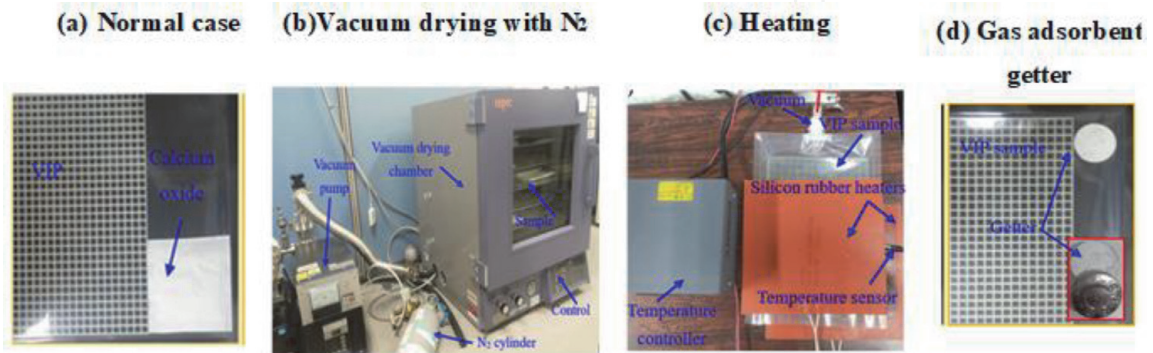 (a) Normal case
(b)Vacuum drying with N₂
(c) Heating
(d) Gas adsorbent
getter
VIP
Calcium
oxide
Vacuum drying
chamber
Vacuum
pump
Sample
Control
N₂ cylinder
Vacuum
VIP sample
Silicon rubber heaters
Temperature sensor
Temperature
controller
VIP sample
Getter